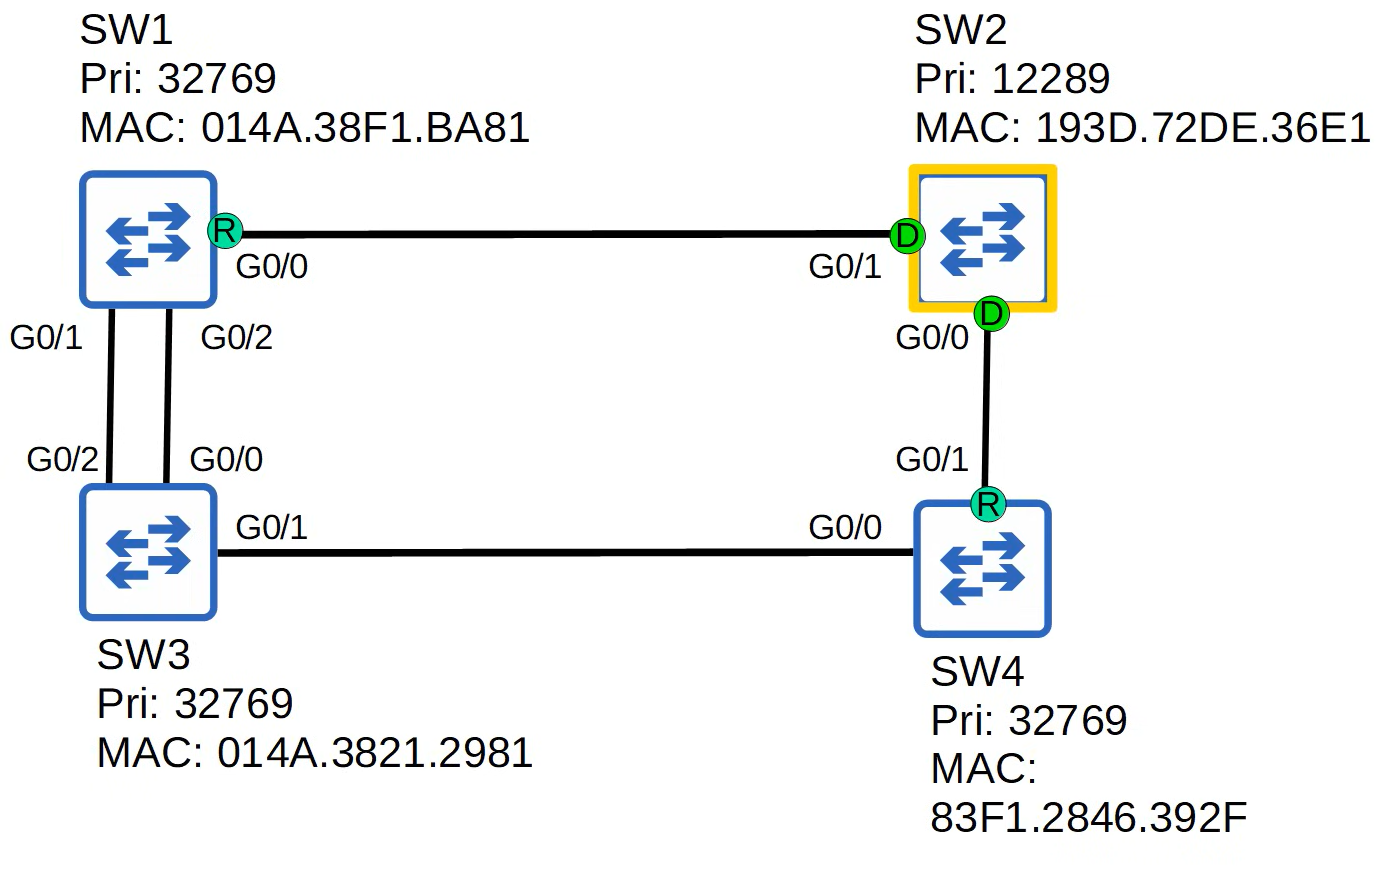 SW1
Pri: 32769
MAC: 014A.38F1.BA81
SW2
Pri: 12289
MAC: 193D.72DE.36E1
R
D
G0/0
G0/1
D
G0/1
G0/2
G0/0
G0/2
G0/0
G0/1
R
G0/1
G0/0
SW3
Pri: 32769
MAC: 014A.3821.2981
SW4
Pri: 32769
MAC:
83F1.2846.392F